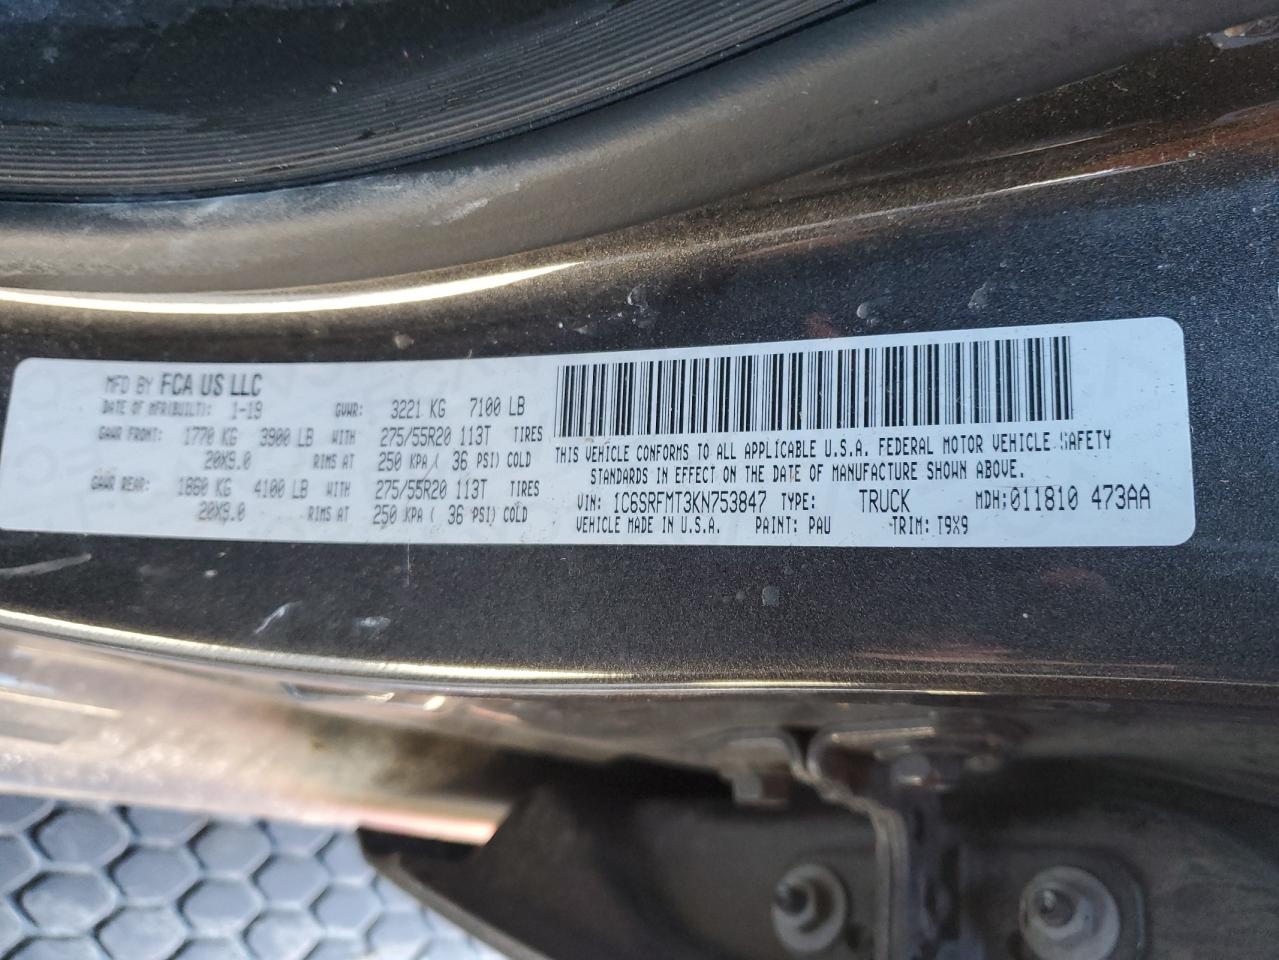 MFD BY FCA US LLC
DATE OF MFR(BUILT): 1-19 GVWR: 3221 KG 7100 LB
GAWR FRONT: 1770 KG 3900 LB WITH 275/55R20 113T TIRES
20X9.0 RIMS AT 250 KPA( 36 PSI) COLD
GAWR REAR: 1860 KG 4100 LB WITH 275/55R20 113T TIRES
20X9.0 RIMS AT 250 KPA( 36 PSI) COLD
THIS VEHICLE CONFORMS TO ALL APPLICABLE U.S.A. FEDERAL MOTOR VEHICLE SAFETY
STANDARDS IN EFFECT ON THE DATE OF MANUFACTURE SHOWN ABOVE.
VIN: 1C6SRFMT3KN753847 TYPE: TRUCK MDH:011810 473AA
VEHICLE MADE IN U.S.A. PAINT: PAU TRIM: T9X9